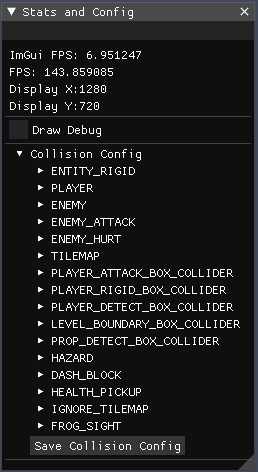 Stats and Config
ImGui FPS: 6.951247
FPS: 143.859085
Display X:1280
Display Y:720
Draw Debug
Collision Config
ENTITY_RIGID
PLAYER
ENEMY
ENEMY_ATTACK
ENEMY_HURT
TILEMAP
PLAYER_ATTACK_BOX_COLLIDER
PLAYER_RIGID_BOX_COLLIDER
PLAYER_DETECT_BOX_COLLIDER
LEVEL_BOUNDARY_BOX_COLLIDER
PROP_DETECT_BOX_COLLIDER
HAZARD
DASH_BLOCK
HEALTH_PICKUP
IGNORE_TILEMAP
FROG_SIGHT
Save Collision Config